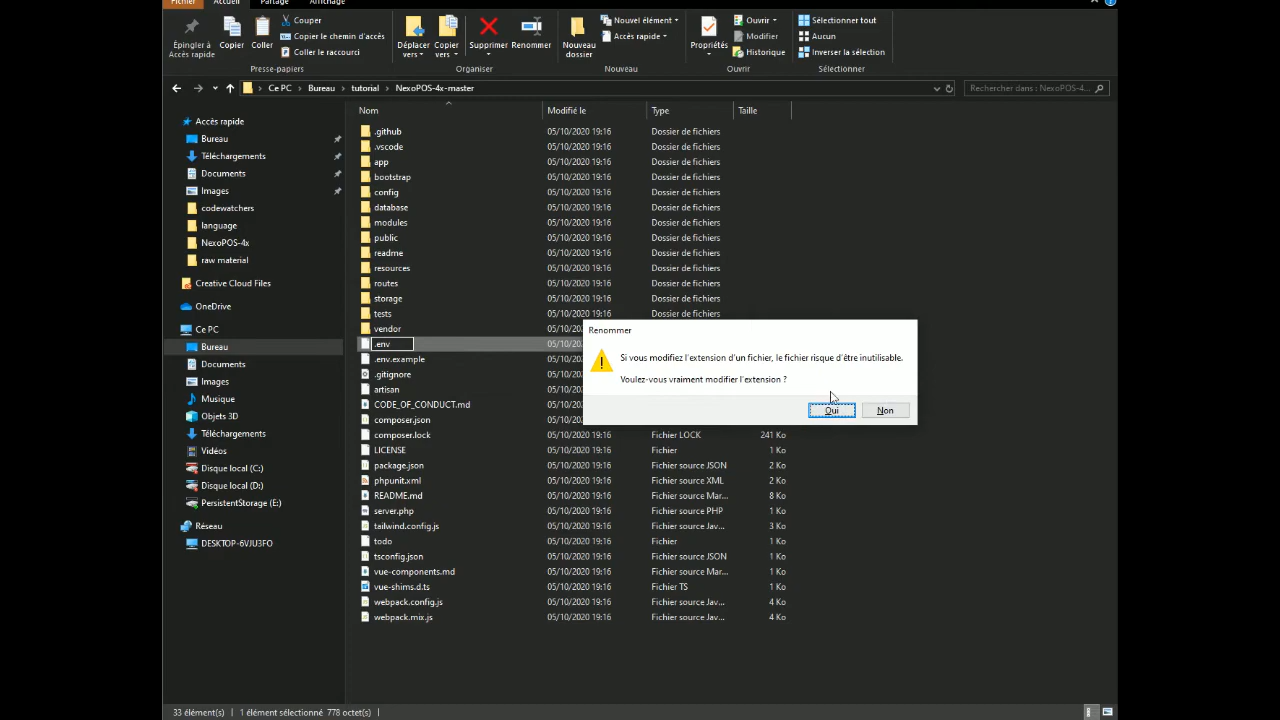 Fichier Accueil Partage Affichage
Épingler à
Accès rapide
Copier
Coller
Couper
Copier le chemin d'accès
Coller le raccourci
Presse-papiers
Déplacer
vers
Copier
vers
Supprimer
Renommer
Organiser
Nouveau
dossier
Nouvel élément
Accès rapide
Nouveau
Propriétés
Ouvrir
Modifier
Historique
Ouvrir
Sélectionner tout
Aucun
Inverser la sélection
Sélectionner
Ce PC > Bureau > tutorial > NexoPOS-4x-master
Rechercher dans : NexoPOS-4...
Accès rapide
Bureau
Téléchargements
Documents
Images
codewatchers
language
NexoPOS-4x
raw material
Creative Cloud Files
OneDrive
Ce PC
Bureau
Documents
Images
Musique
Objets 3D
Téléchargements
Vidéos
Disque local (C:)
Disque local (D:)
PersistentStorage (E:)
Réseau
DESKTOP-6VJU3FO
Nom Modifié le Type Taille
.github 05/10/2020 19:16 Dossier de fichiers
.vscode 05/10/2020 19:16 Dossier de fichiers
app 05/10/2020 19:16 Dossier de fichiers
bootstrap 05/10/2020 19:16 Dossier de fichiers
config 05/10/2020 19:16 Dossier de fichiers
database 05/10/2020 19:16 Dossier de fichiers
modules 05/10/2020 19:16 Dossier de fichiers
public 05/10/2020 19:16 Dossier de fichiers
readme 05/10/2020 19:16 Dossier de fichiers
resources 05/10/2020 19:16 Dossier de fichiers
routes 05/10/2020 19:16 Dossier de fichiers
storage 05/10/2020 19:16 Dossier de fichiers
tests 05/10/2020 19:16 Dossier de fichiers
vendor
.env
.env.example
.gitignore
artisan
CODE_OF_CONDUCT.md
composer.json
composer.lock 05/10/2020 19:16 Fichier LOCK 241 Ko
LICENSE 05/10/2020 19:16 Fichier 1 Ko
package.json 05/10/2020 19:16 Fichier source JSON 2 Ko
phpunit.xml 05/10/2020 19:16 Fichier source XML 2 Ko
README.md 05/10/2020 19:16 Fichier source Mar... 8 Ko
server.php 05/10/2020 19:16 Fichier source PHP 1 Ko
tailwind.config.js 05/10/2020 19:16 Fichier source Jav... 3 Ko
todo 05/10/2020 19:16 Fichier 1 Ko
tsconfig.json 05/10/2020 19:16 Fichier source JSON 1 Ko
vue-components.md 05/10/2020 19:16 Fichier source Mar... 1 Ko
vue-shims.d.ts 05/10/2020 19:16 Fichier TS 1 Ko
webpack.config.js 05/10/2020 19:16 Fichier source Jav... 4 Ko
webpack.mix.js 05/10/2020 19:16 Fichier source Jav... 4 Ko
Renommer
Si vous modifiez l'extension d'un fichier, le fichier risque d'être inutilisable.
Voulez-vous vraiment modifier l'extension ?
Oui Non
33 élément(s) 1 élément sélectionné 778 octet(s)